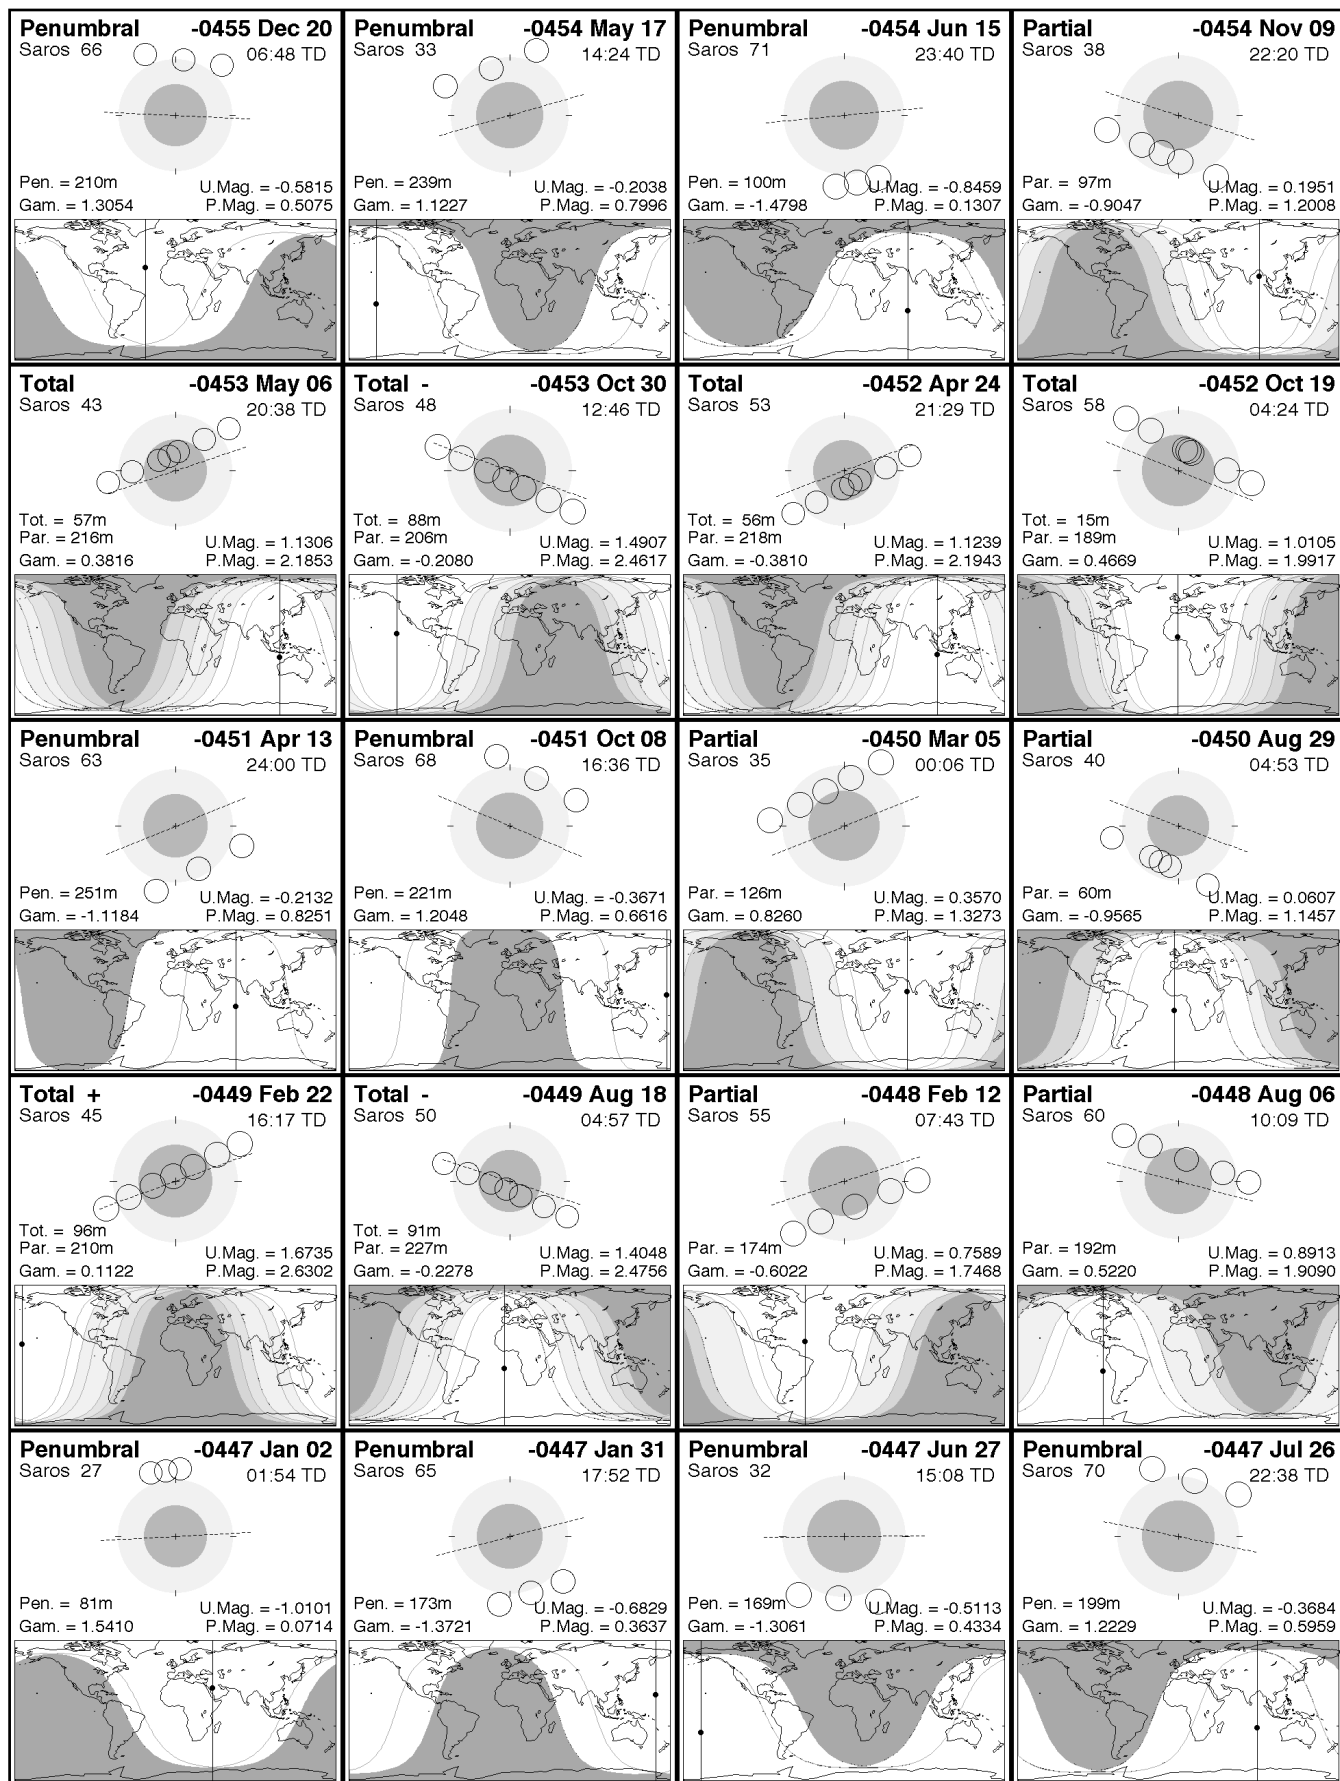 Penumbral -0455 Dec 20
Saros 66 06:48 TD
Pen. = 210m U.Mag. = -0.5815
Gam. = 1.3054 P.Mag. = 0.5075
Penumbral -0454 May 17
Saros 33 14:24 TD
Pen. = 239m U.Mag. = -0.2038
Gam. = 1.1227 P.Mag. = 0.7996
Penumbral -0454 Jun 15
Saros 71 23:40 TD
Pen. = 100m U.Mag. = -0.8459
Gam. = -1.4798 P.Mag. = 0.1307
Partial -0454 Nov 09
Saros 38 22:20 TD
Par. = 97m U.Mag. = 0.1951
Gam. = -0.9047 P.Mag. = 1.2008
Total -0453 May 06
Saros 43 20:38 TD
Tot. = 57m
Par. = 216m U.Mag. = 1.1306
Gam. = 0.3816 P.Mag. = 2.1853
Total - -0453 Oct 30
Saros 48 12:46 TD
Tot. = 88m
Par. = 206m U.Mag. = 1.4907
Gam. = -0.2080 P.Mag. = 2.4617
Total -0452 Apr 24
Saros 53 21:29 TD
Tot. = 56m
Par. = 218m U.Mag. = 1.1239
Gam. = -0.3810 P.Mag. = 2.1943
Total -0452 Oct 19
Saros 58 04:24 TD
Tot. = 15m
Par. = 189m U.Mag. = 1.0105
Gam. = 0.4669 P.Mag. = 1.9917
Penumbral -0451 Apr 13
Saros 63 24:00 TD
Pen. = 251m U.Mag. = -0.2132
Gam. = -1.1184 P.Mag. = 0.8251
Penumbral -0451 Oct 08
Saros 68 16:36 TD
Pen. = 221m U.Mag. = -0.3671
Gam. = 1.2048 P.Mag. = 0.6616
Partial -0450 Mar 05
Saros 35 00:06 TD
Par. = 126m U.Mag. = 0.3570
Gam. = 0.8260 P.Mag. = 1.3273
Partial -0450 Aug 29
Saros 40 04:53 TD
Par. = 60m U.Mag. = 0.0607
Gam. = -0.9565 P.Mag. = 1.1457
Total + -0449 Feb 22
Saros 45 16:17 TD
Tot. = 96m
Par. = 210m U.Mag. = 1.6735
Gam. = 0.1122 P.Mag. = 2.6302
Total - -0449 Aug 18
Saros 50 04:57 TD
Tot. = 91m
Par. = 227m U.Mag. = 1.4048
Gam. = -0.2278 P.Mag. = 2.4756
Partial -0448 Feb 12
Saros 55 07:43 TD
Par. = 174m U.Mag. = 0.7589
Gam. = -0.6022 P.Mag. = 1.7468
Partial -0448 Aug 06
Saros 60 10:09 TD
Par. = 192m U.Mag. = 0.8913
Gam. = 0.5220 P.Mag. = 1.9090
Penumbral -0447 Jan 02
Saros 27 01:54 TD
Pen. = 81m U.Mag. = -1.0101
Gam. = 1.5410 P.Mag. = 0.0714
Penumbral -0447 Jan 31
Saros 65 17:52 TD
Pen. = 173m U.Mag. = -0.6829
Gam. = -1.3721 P.Mag. = 0.3637
Penumbral -0447 Jun 27
Saros 32 15:08 TD
Pen. = 169m U.Mag. = -0.5113
Gam. = -1.3061 P.Mag. = 0.4334
Penumbral -0447 Jul 26
Saros 70 22:38 TD
Pen. = 199m U.Mag. = -0.3684
Gam. = 1.2229 P.Mag. = 0.5959